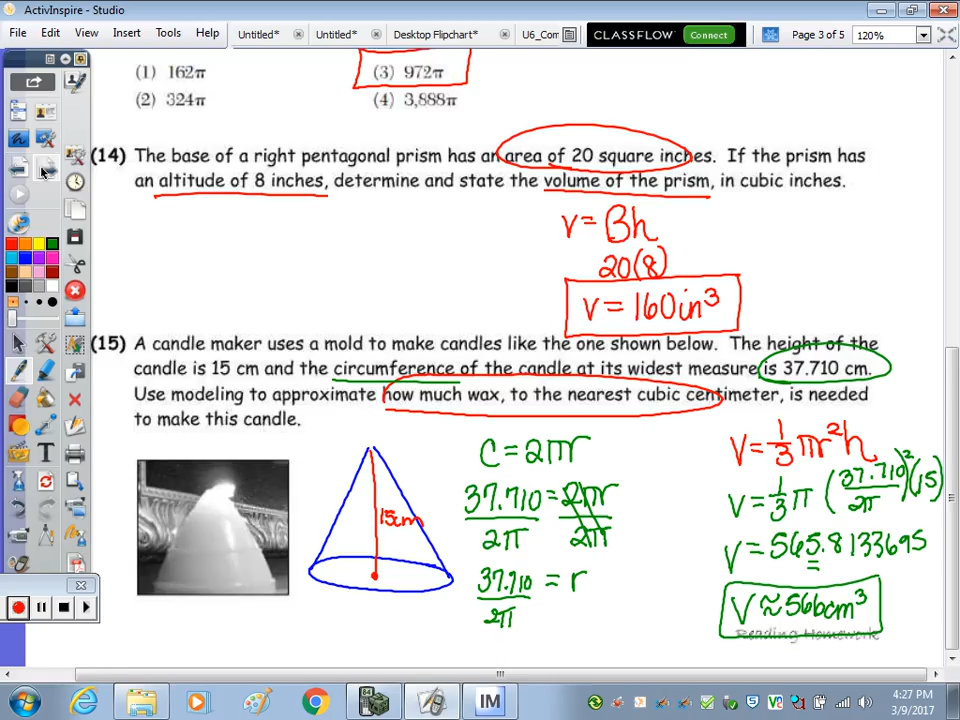 ActivInspire - Studio
File Edit View Insert Tools Help Untitled* Untitled* Desktop Flipchart* U6_Com CLASSFLOW Connect Page 3 of 5 120%
(1) 162π (3) 972π
(2) 324π (4) 3,888π
(14) The base of a right pentagonal prism has an area of 20 square inches. If the prism has
an altitude of 8 inches, determine and state the volume of the prism, in cubic inches.
V = Bh
20(8)
V = 160in³
(15) A candle maker uses a mold to make candles like the one shown below. The height of the
candle is 15 cm and the circumference of the candle at its widest measure is 37.710 cm.
Use modeling to approximate how much wax, to the nearest cubic centimeter, is needed
to make this candle.
15cm
C = 2πr
37.710 = 2πr
2π 2π
37.710 = r
2π
V = 1/3 πr²h
V = 1/3 π (37.710/2π)² (15)
V = 565.8133695
V ≈ 566cm³
Reading Homework
84
IM
4:27 PM
3/9/2017